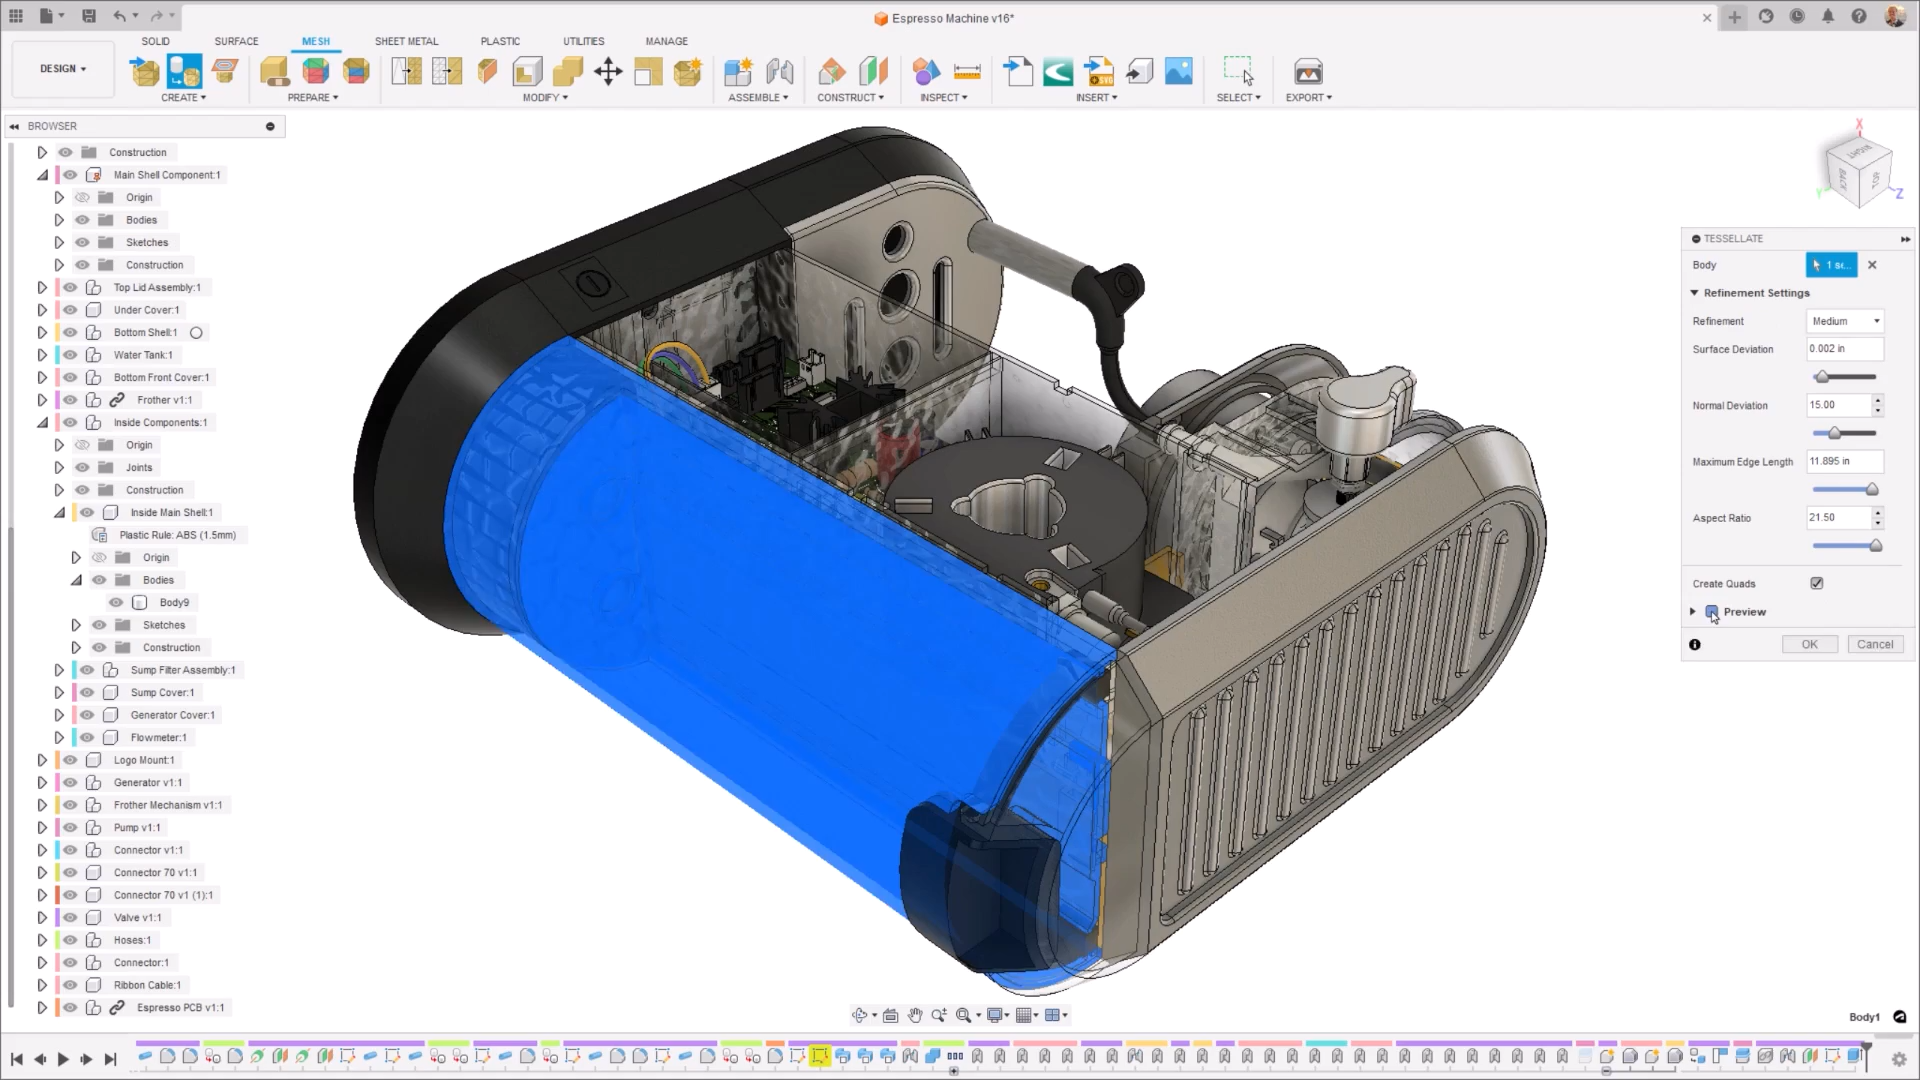 Espresso Machine v16*
SOLID SURFACE MESH SHEET METAL PLASTIC UTILITIES MANAGE
DESIGN
CREATE PREPARE MODIFY ASSEMBLE CONSTRUCT INSPECT INSERT SELECT EXPORT
BROWSER
Construction
Main Shell Component:1
Origin
Bodies
Sketches
Construction
Top Lid Assembly:1
Under Cover:1
Bottom Shell:1
Water Tank:1
Bottom Front Cover:1
Frother v1:1
Inside Components:1
Origin
Joints
Construction
Inside Main Shell:1
Plastic Rule: ABS (1.5mm)
Origin
Bodies
Body9
Sketches
Construction
Sump Filter Assembly:1
Sump Cover:1
Generator Cover:1
Flowmeter:1
Logo Mount:1
Generator v1:1
Frother Mechanism v1:1
Pump v1:1
Connector v1:1
Connector 70 v1:1
Connector 70 v1 (1):1
Valve v1:1
Hoses:1
Connector:1
Ribbon Cable:1
Espresso PCB v1:1
X
RIGHT
BACK
TOP
Y
Z
TESSELLATE
Body 1 se...
Refinement Settings
Refinement Medium
Surface Deviation 0.002 in
Normal Deviation 15.00
Maximum Edge Length 11.895 in
Aspect Ratio 21.50
Create Quads
Preview
OK Cancel
Body1